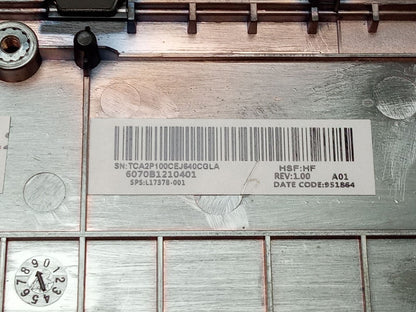 SN:TCA2P100CEJ640CGLA
6070B1210401
SPS:L17378-001
HSF:HF
REV:1.00 A01
DATE CODE:951864